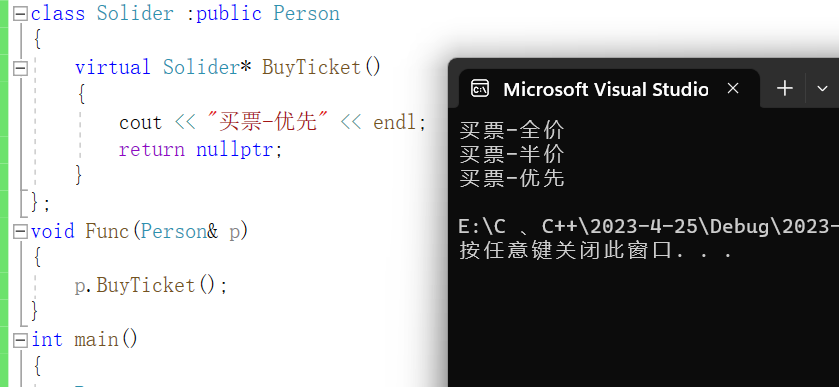 class Solider :public Person
{
virtual Solider* BuyTicket()
{
cout << "买票-优先" << endl;
return nullptr;
}
};
void Func(Person& p)
{
p.BuyTicket();
}
int main()
{
Microsoft Visual Studio
买票-全价
买票-半价
买票-优先
E:\C 、C++\2023-4-25\Debug\2023-
按任意键关闭此窗口. . .